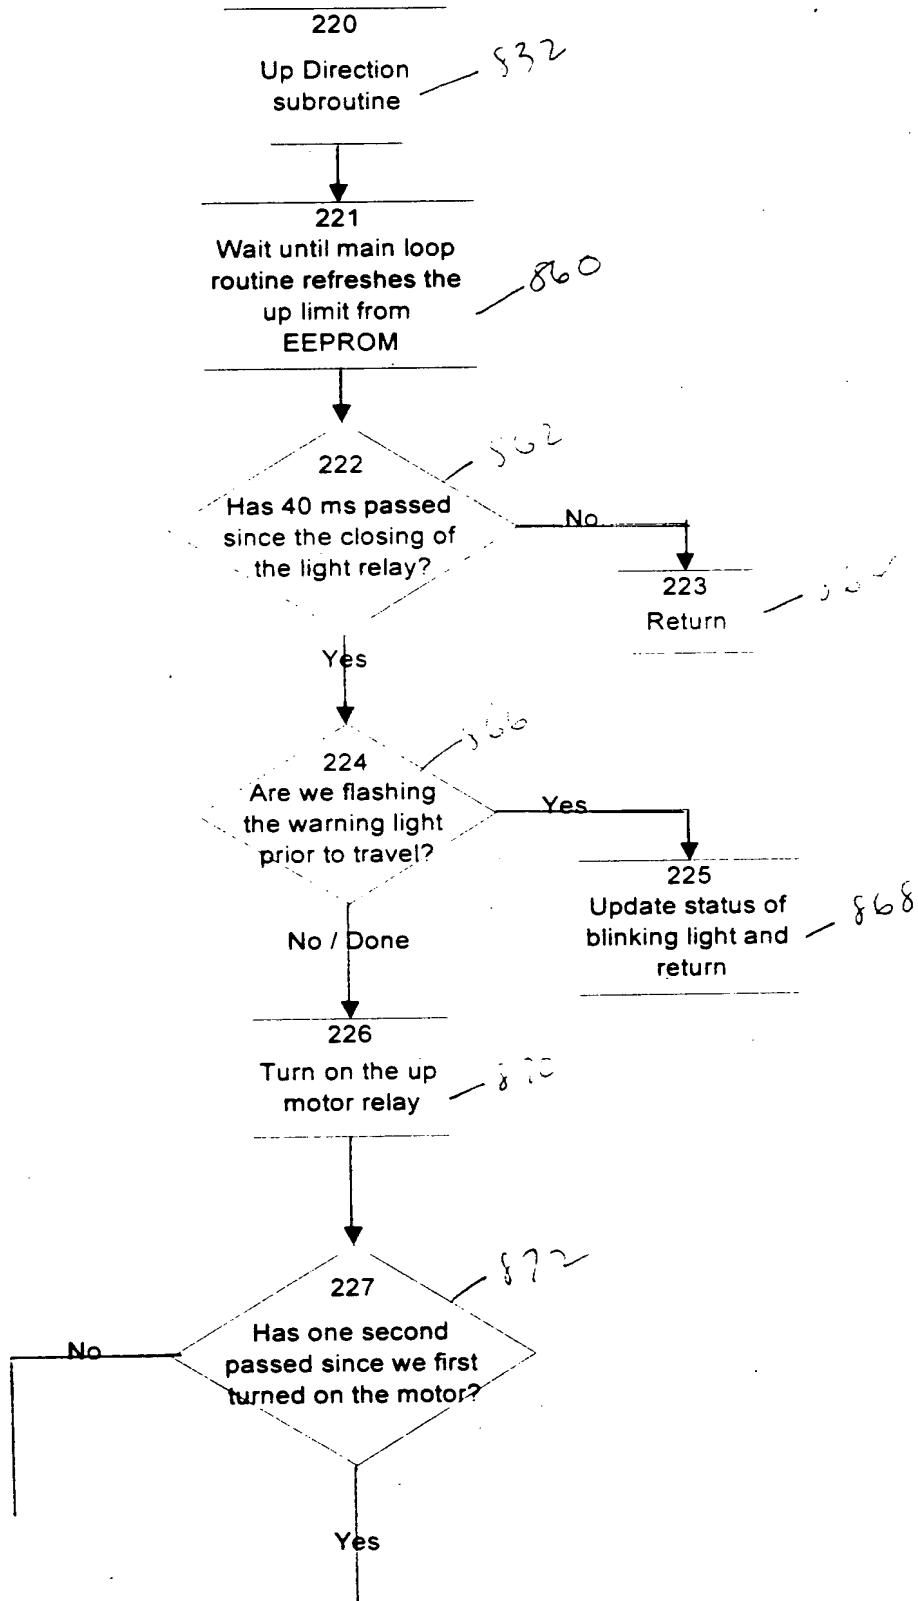 220
Up Direction
subroutine
832
221
Wait until main loop
routine refreshes the
up limit from
EEPROM
860
222
Has 40 ms passed
since the closing of
the light relay?
862
No
223
Return
Yes
224
Are we flashing
the warning light
prior to travel?
866
Yes
225
Update status of
blinking light and
return
868
No / Done
226
Turn on the up
motor relay
870
227
Has one second
passed since we first
turned on the motor?
872
No
Yes